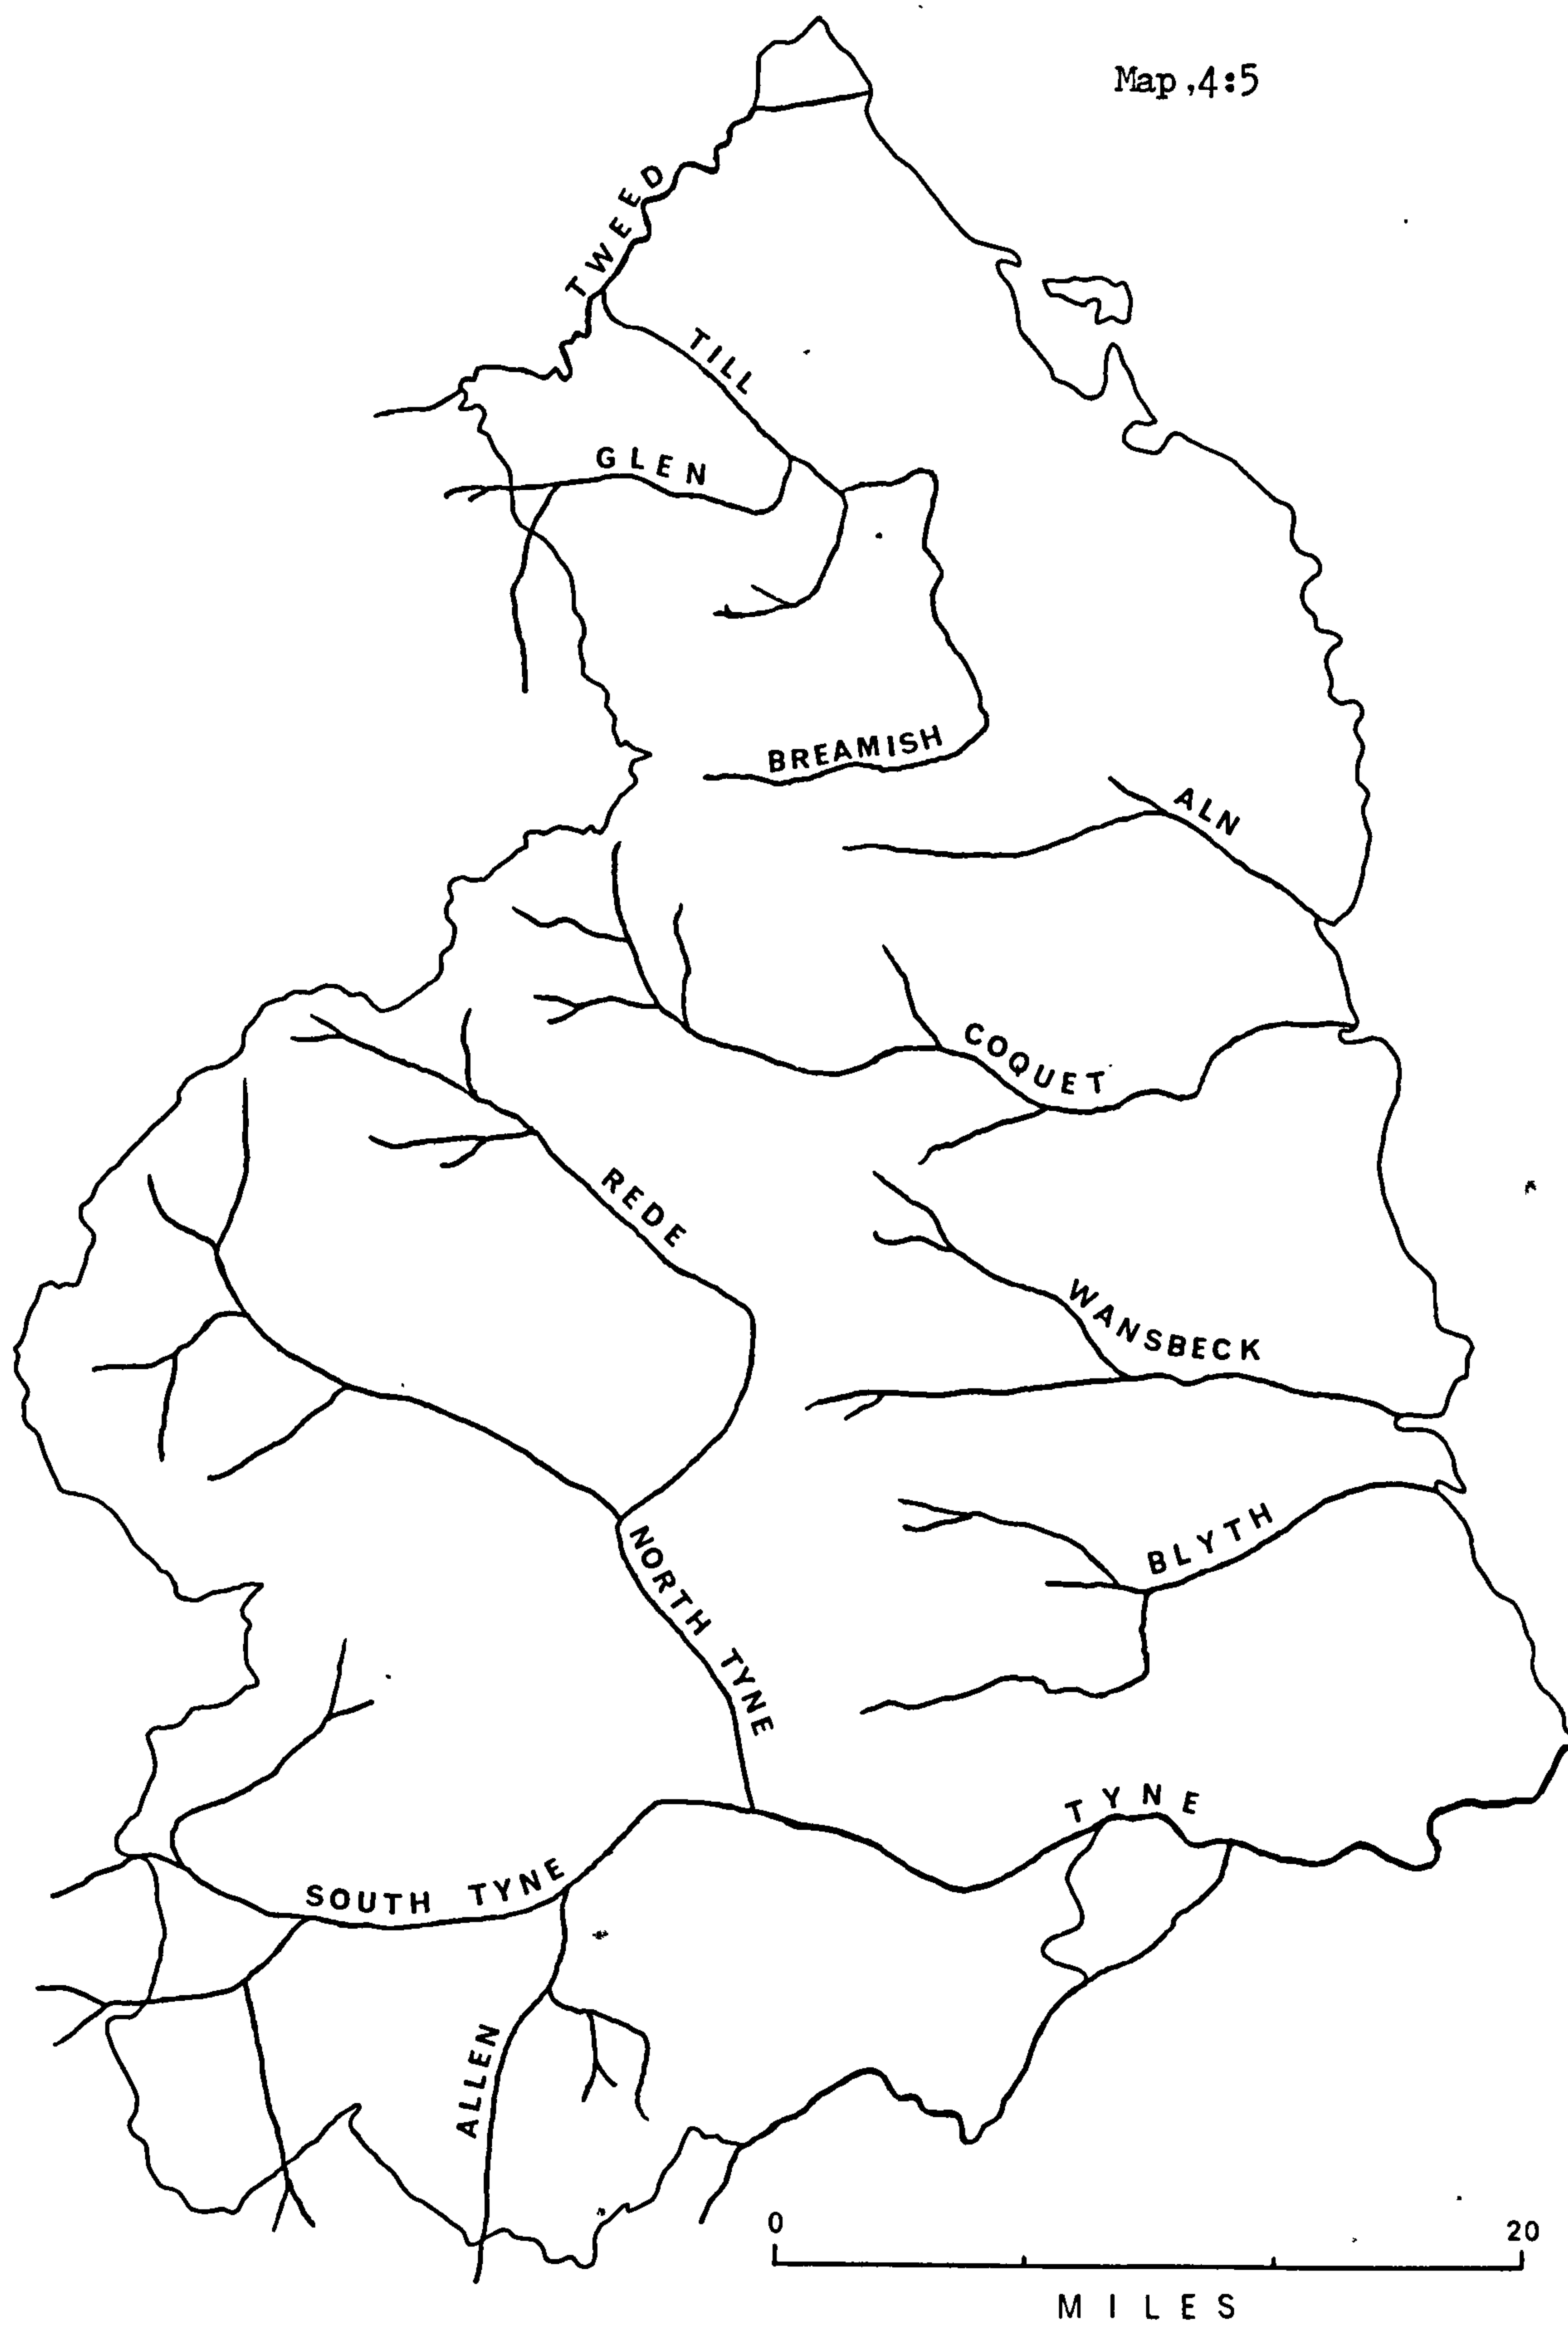 Map,4:5
TWEED
TILL
GLEN
BREAMISH
ALN
COQUET
REDE
WANSBECK
BLYTH
NORTH TYNE
TYNE
SOUTH TYNE
ALLEN
0 20
MILES